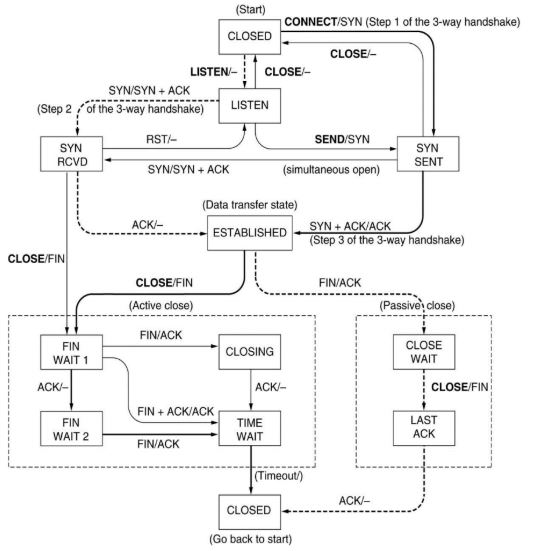 (Start)
CONNECT/SYN (Step 1 of the 3-way handshake)
CLOSED
CLOSE/–
LISTEN/–
CLOSE/–
SYN/SYN + ACK
(Step 2 of the 3-way handshake)
LISTEN
SYN
RCVD
RST/–
SEND/SYN
SYN
SENT
SYN/SYN + ACK
(simultaneous open)
(Data transfer state)
ACK/–
ESTABLISHED
SYN + ACK/ACK
(Step 3 of the 3-way handshake)
CLOSE/FIN
CLOSE/FIN
FIN/ACK
(Active close)
(Passive close)
FIN
WAIT 1
FIN/ACK
CLOSING
CLOSE
WAIT
ACK/–
ACK/–
CLOSE/FIN
FIN + ACK/ACK
FIN
WAIT 2
FIN/ACK
TIME
WAIT
LAST
ACK
(Timeout/)
CLOSED
ACK/–
(Go back to start)